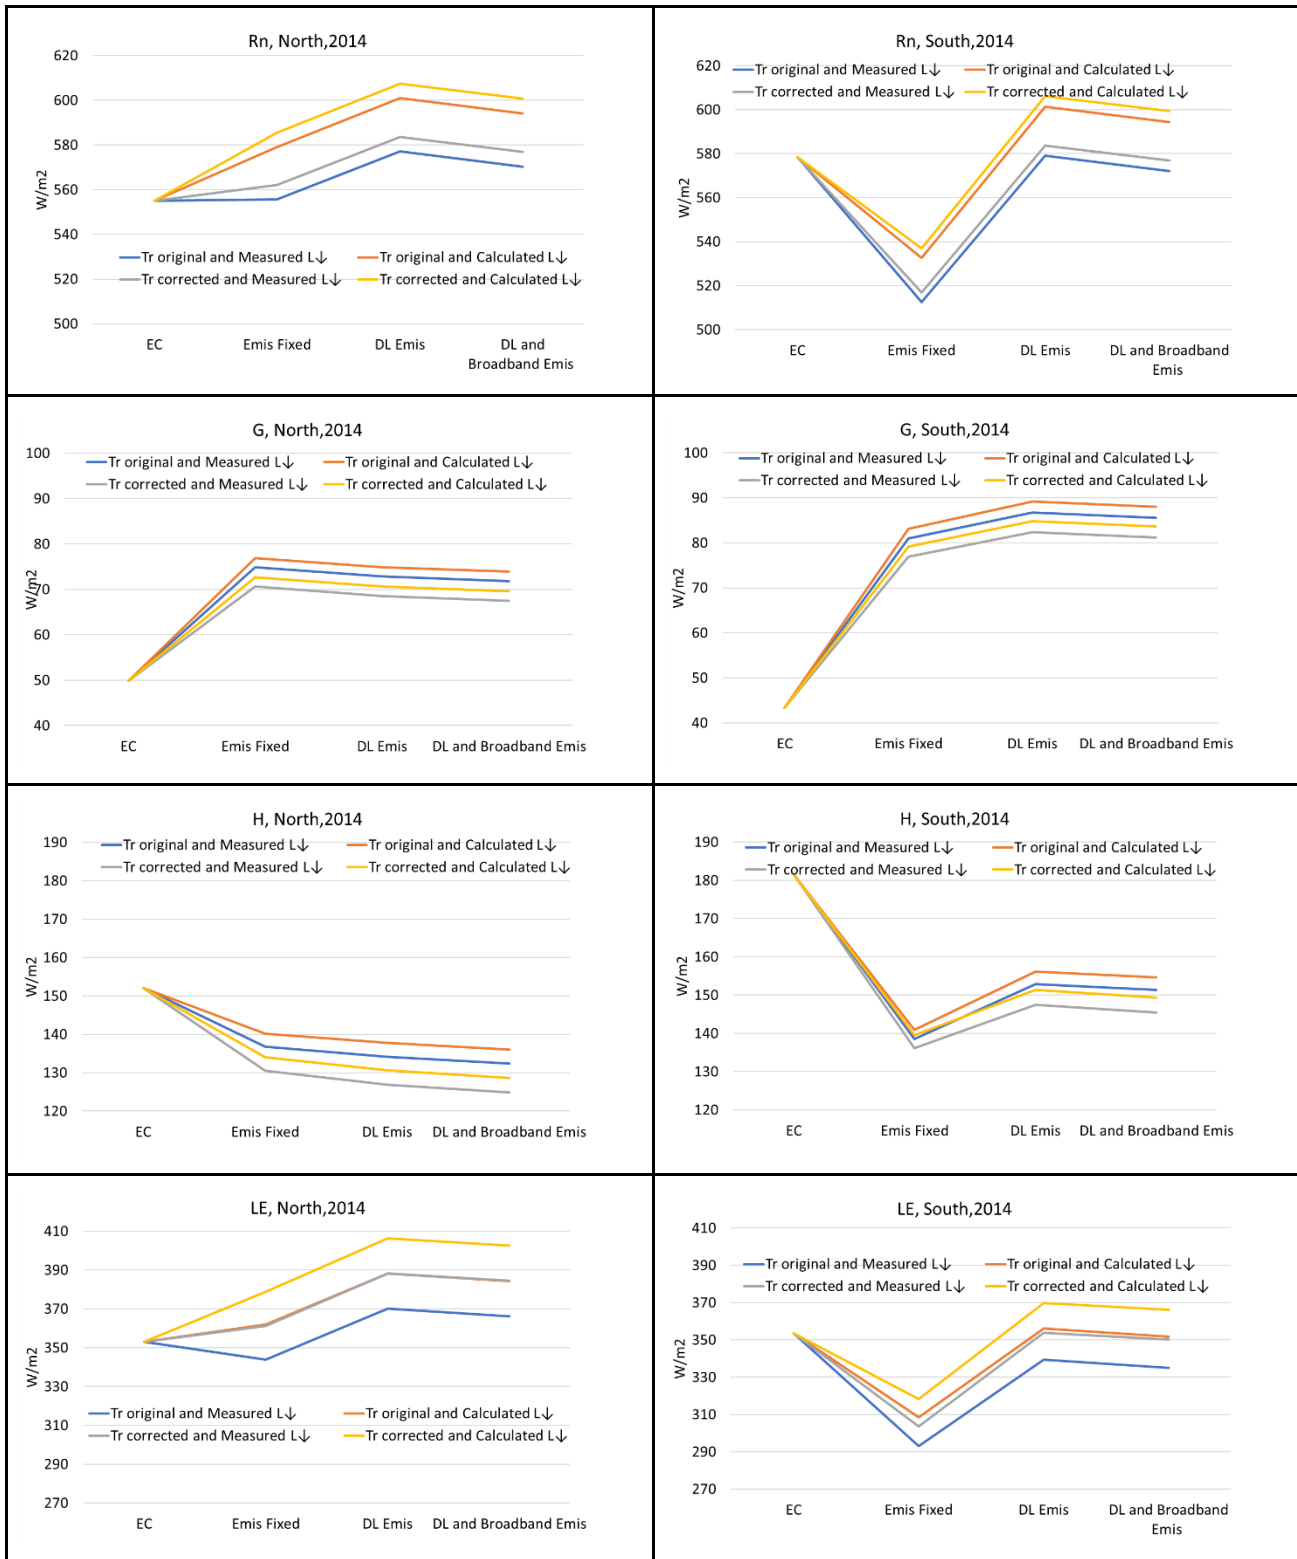 Rn, North,2014
620
600
580
560
540
520
500
W/m2
Tr original and Measured L↓ Tr original and Calculated L↓
Tr corrected and Measured L↓ Tr corrected and Calculated L↓
EC Emis Fixed DL Emis DL and
Broadband Emis
Rn, South,2014
Tr original and Measured L↓ Tr original and Calculated L↓
Tr corrected and Measured L↓ Tr corrected and Calculated L↓
620
600
580
560
540
520
500
W/m2
EC Emis Fixed DL Emis DL and Broadband
Emis
G, North,2014
Tr original and Measured L↓ Tr original and Calculated L↓
Tr corrected and Measured L↓ Tr corrected and Calculated L↓
100
90
80
70
60
50
40
W/m2
EC Emis Fixed DL Emis DL and Broadband Emis
G, South,2014
Tr original and Measured L↓ Tr original and Calculated L↓
Tr corrected and Measured L↓ Tr corrected and Calculated L↓
100
90
80
70
60
50
40
W/m2
EC Emis Fixed DL Emis DL and Broadband Emis
H, North,2014
Tr original and Measured L↓ Tr original and Calculated L↓
Tr corrected and Measured L↓ Tr corrected and Calculated L↓
190
180
170
160
150
140
130
120
W/m2
EC Emis Fixed DL Emis DL and Broadband Emis
H, South,2014
Tr original and Measured L↓ Tr original and Calculated L↓
Tr corrected and Measured L↓ Tr corrected and Calculated L↓
190
180
170
160
150
140
130
120
W/m2
EC Emis Fixed DL Emis DL and Broadband Emis
LE, North,2014
410
390
370
350
330
310
290
270
W/m2
Tr original and Measured L↓ Tr original and Calculated L↓
Tr corrected and Measured L↓ Tr corrected and Calculated L↓
EC Emis Fixed DL Emis DL and Broadband Emis
LE, South,2014
Tr original and Measured L↓ Tr original and Calculated L↓
Tr corrected and Measured L↓ Tr corrected and Calculated L↓
410
390
370
350
330
310
290
270
W/m2
EC Emis Fixed DL Emis DL and Broadband
Emis